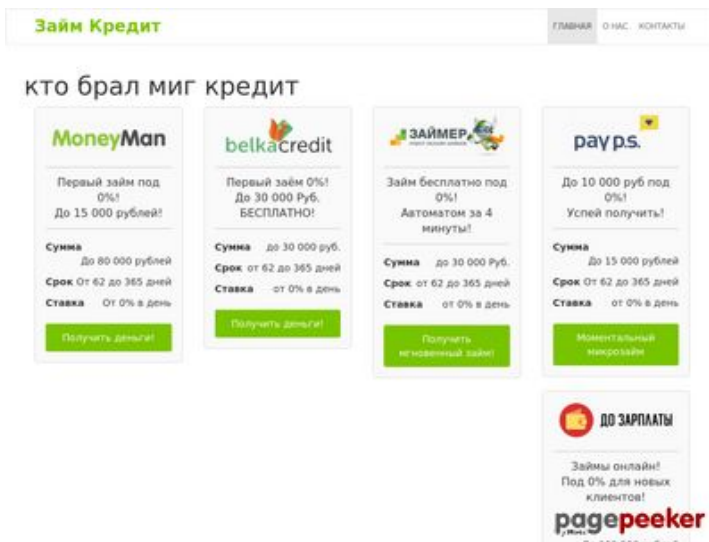 Займ Кредит
ГЛАВНАЯ О НАС КОНТАКТЫ
кто брал миг кредит
MoneyMan
Первый займ под
0%!
До 15 000 рублей!
Сумма
До 80 000 рублей
Срок От 62 до 365 дней
Ставка От 0% в день
Получить деньги!
belkacredit
Первый заём 0%!
До 30 000 Руб.
БЕСПЛАТНО!
Сумма до 30 000 руб.
Срок от 62 до 365 дней
Ставка от 0% в день
Получить деньги!
ЗАЙМЕР
Займ бесплатно под
0%!
Автоматом за 4
минуты!
Сумма до 30 000 Руб.
Срок от 62 до 365 дней
Ставка от 0% в день
Получить
мгновенный займ!
pay p.s.
До 10 000 руб под
0%!
Успей получить!
Сумма
До 15 000 рублей
Срок От 62 до 365 дней
Ставка От 0% в день
Моментальный
микрозайм
ДО ЗАРПЛАТЫ
Займы онлайн!
Под 0% для новых
клиентов!
pagepeeker